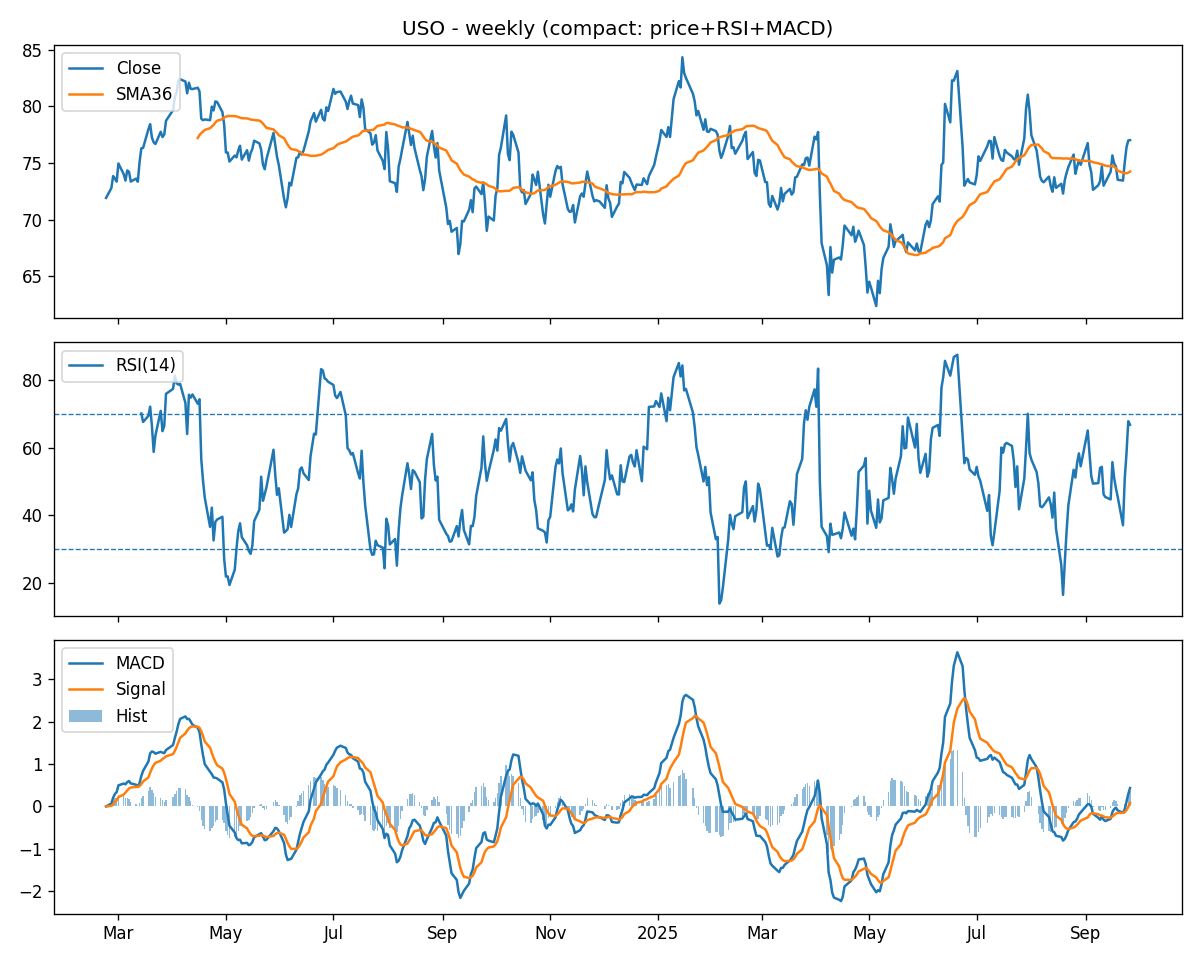 USO - weekly (compact: price+RSI+MACD)
85
80
75
70
65
Close
SMA36
80
60
40
20
RSI(14)
3
2
1
0
−1
−2
MACD
Signal
Hist
Mar
May
Jul
Sep
Nov
2025
Mar
May
Jul
Sep